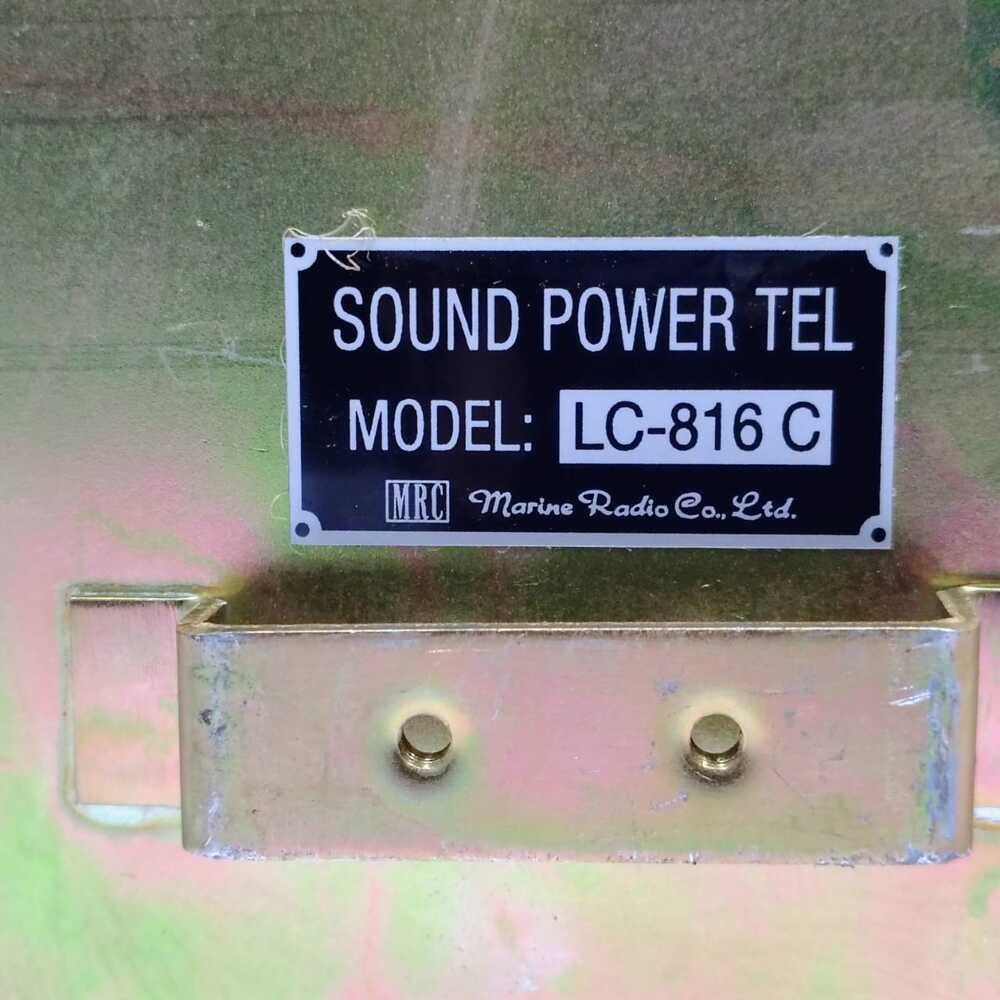 SOUND POWER TEL
MODEL: LC-816 C
MRC Marine Radio Co., Ltd.